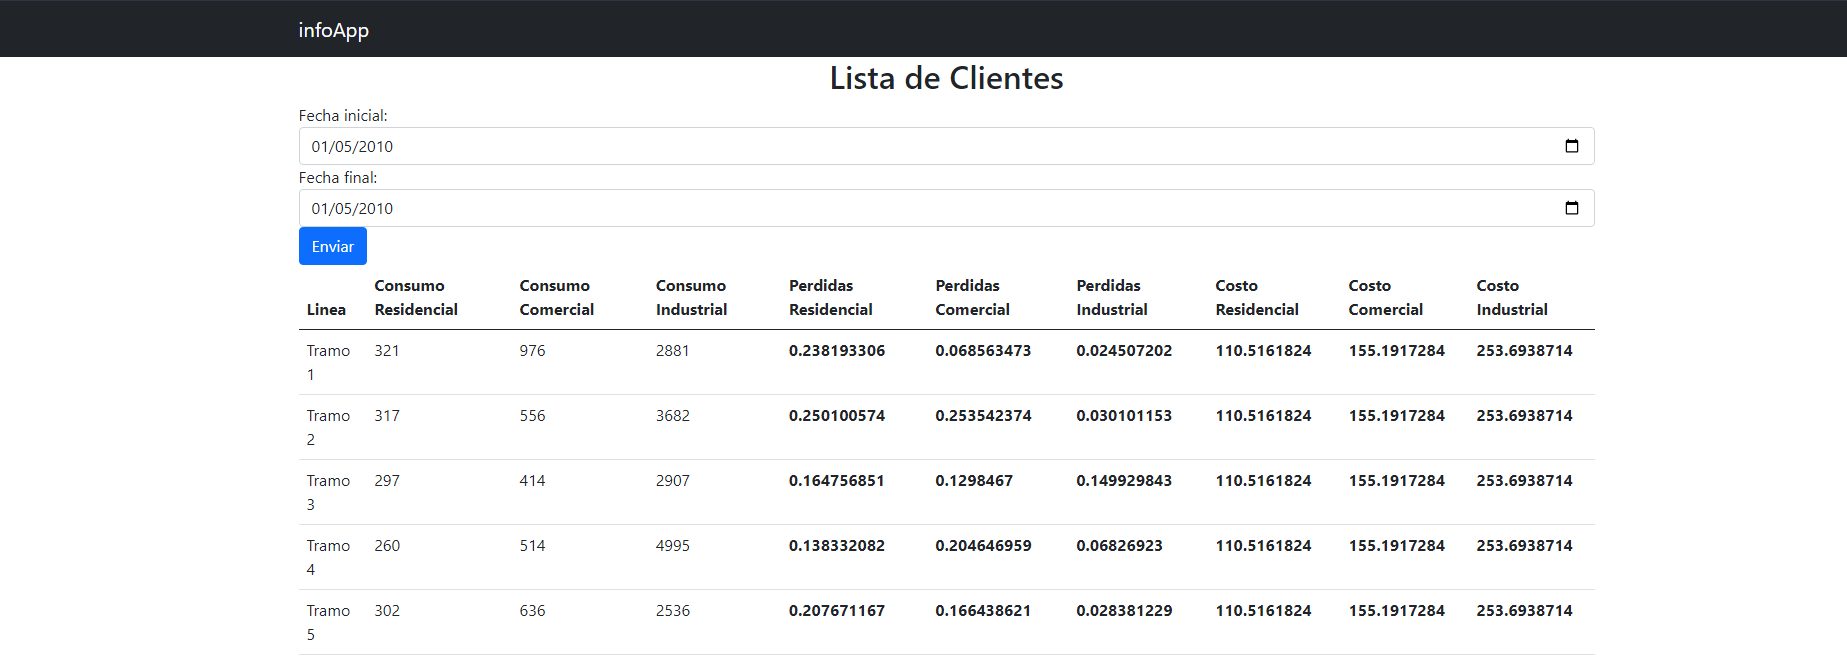 infoApp
Lista de Clientes
Fecha inicial:
01/05/2010
Fecha final:
01/05/2010
Enviar
Linea Consumo Residencial Consumo Comercial Consumo Industrial Perdidas Residencial Perdidas Comercial Perdidas Industrial Costo Residencial Costo Comercial Costo Industrial
Tramo 1 321 976 2881 0.238193306 0.068563473 0.024507202 110.5161824 155.1917284 253.6938714
Tramo 2 317 556 3682 0.250100574 0.253542374 0.030101153 110.5161824 155.1917284 253.6938714
Tramo 3 297 414 2907 0.164756851 0.1298467 0.149929843 110.5161824 155.1917284 253.6938714
Tramo 4 260 514 4995 0.138332082 0.204646959 0.06826923 110.5161824 155.1917284 253.6938714
Tramo 5 302 636 2536 0.207671167 0.166438621 0.028381229 110.5161824 155.1917284 253.6938714